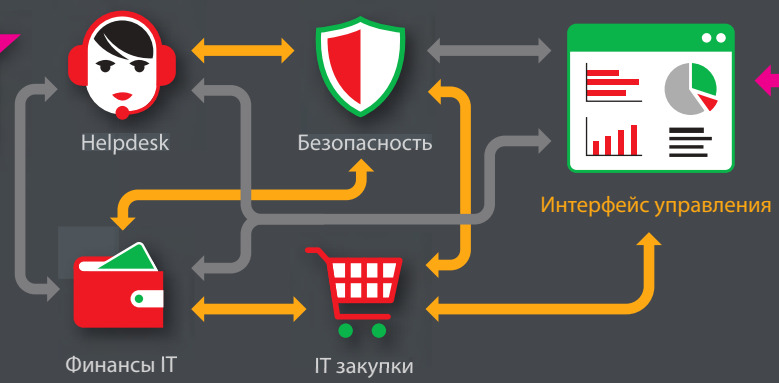 Helpdesk
Безопасность
Интерфейс управления
Финансы IT
IT закупки